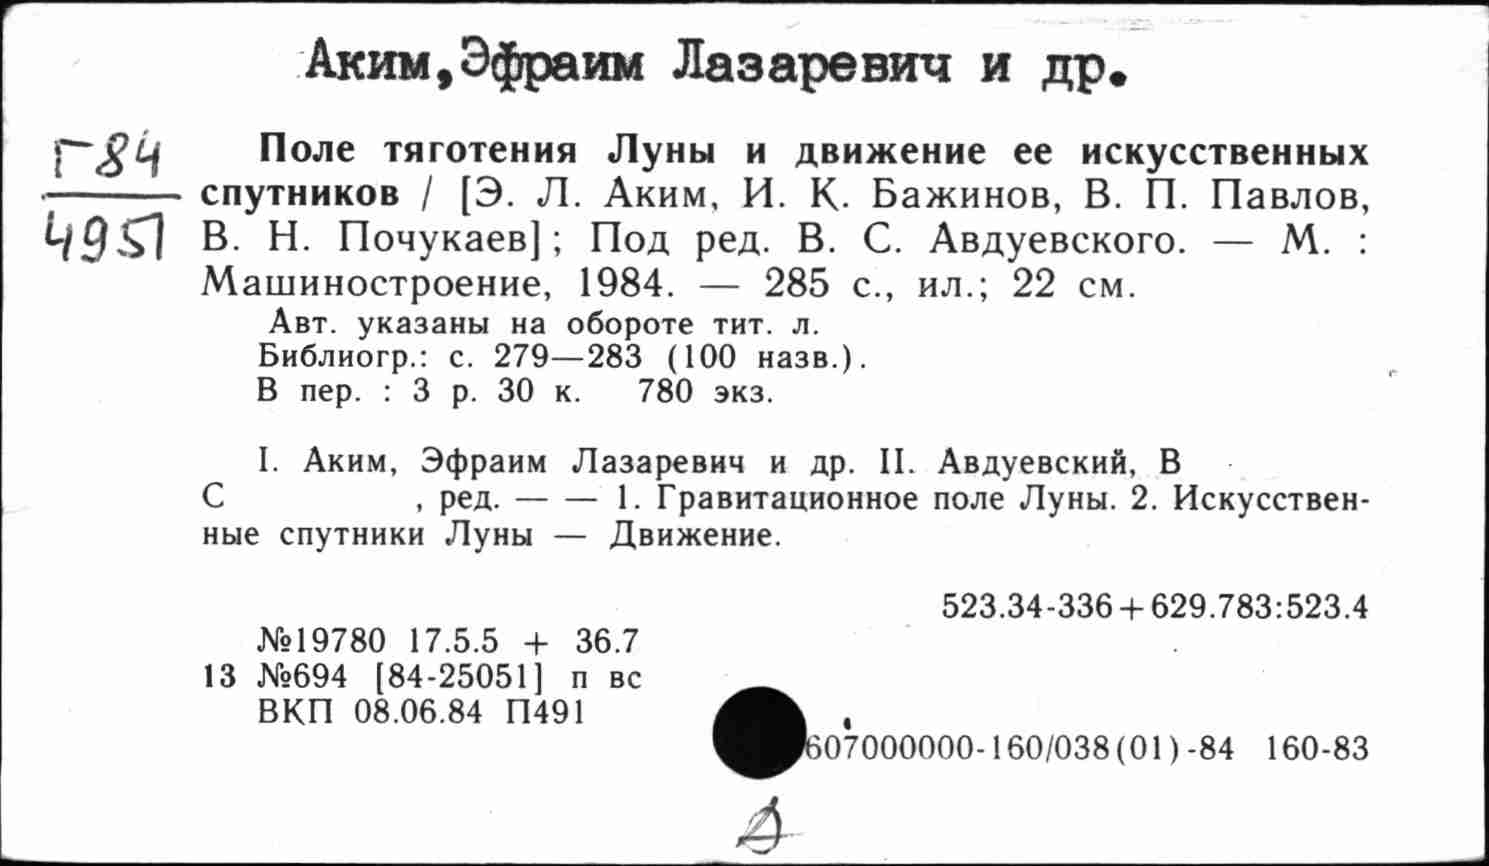 Аким, Эфраим Лазаревич и др.
Г84
4951
Поле тяготения Луны и движение ее искусственных
спутников / [Э. Л. Аким, И. К. Бажинов, В. П. Павлов,
В. Н. Почукаев]; Под ред. В. С. Авдуевского. — М. :
Машиностроение, 1984. — 285 с., ил.; 22 см.
Авт. указаны на обороте тит. л.
Библиогр.: с. 279—283 (100 назв.).
В пер. : 3 р. 30 к. 780 экз.
I. Аким, Эфраим Лазаревич и др. II. Авдуевский, В
С , ред. — — 1. Гравитационное поле Луны. 2. Искусствен-
ные спутники Луны — Движение.
523.34-336+629.783:523.4
№19780 17.5.5 + 36.7
13 №694 [84-25051] п вс
ВКП 08.06.84 П491
607000000-160/038(01)-84 160-83